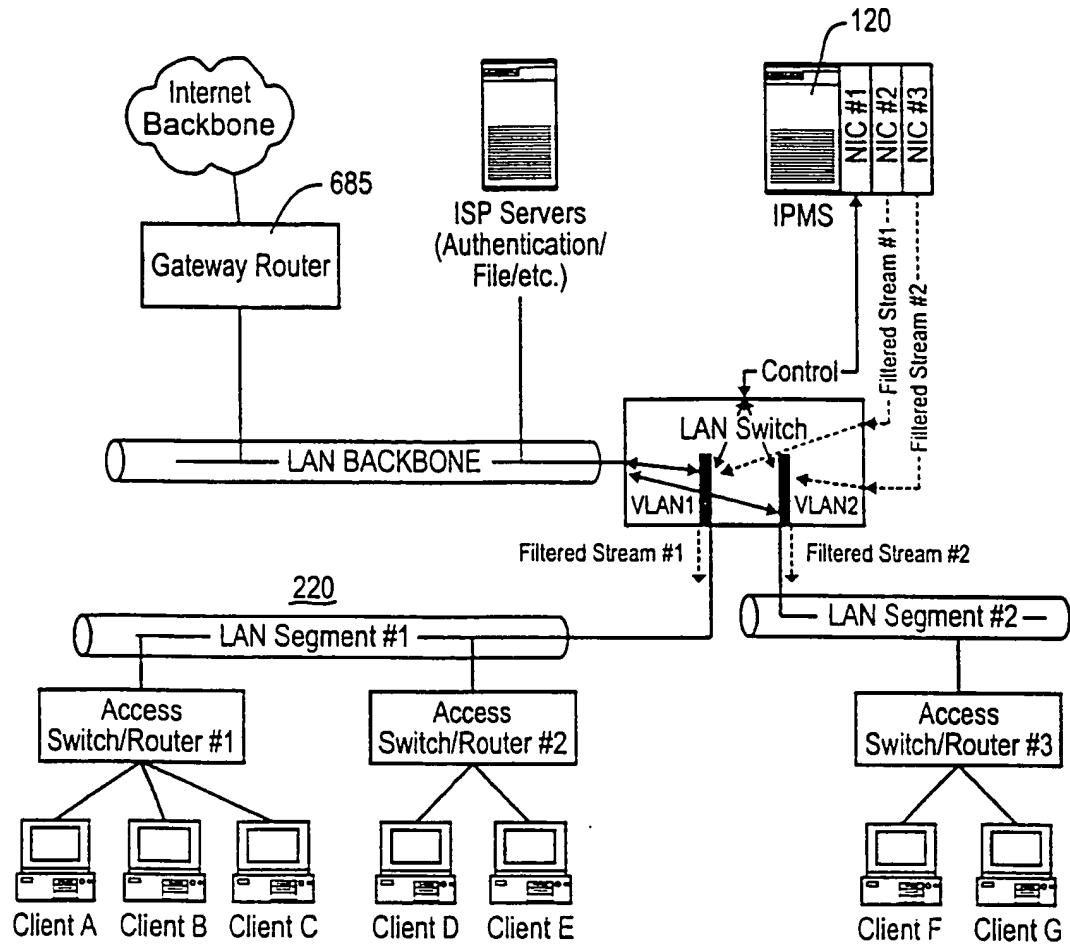 120
Internet
Backbone
685
Gateway Router
ISP Servers
(Authentication/
File/etc.)
NIC #1
NIC #2
NIC #3
IPMS
Filtered Stream #1
Filtered Stream #2
Control
LAN Switch
LAN BACKBONE
VLAN1
VLAN2
Filtered Stream #1
Filtered Stream #2
220
LAN Segment #1
LAN Segment #2
Access
Switch/Router #1
Access
Switch/Router #2
Access
Switch/Router #3
Client A
Client B
Client C
Client D
Client E
Client F
Client G